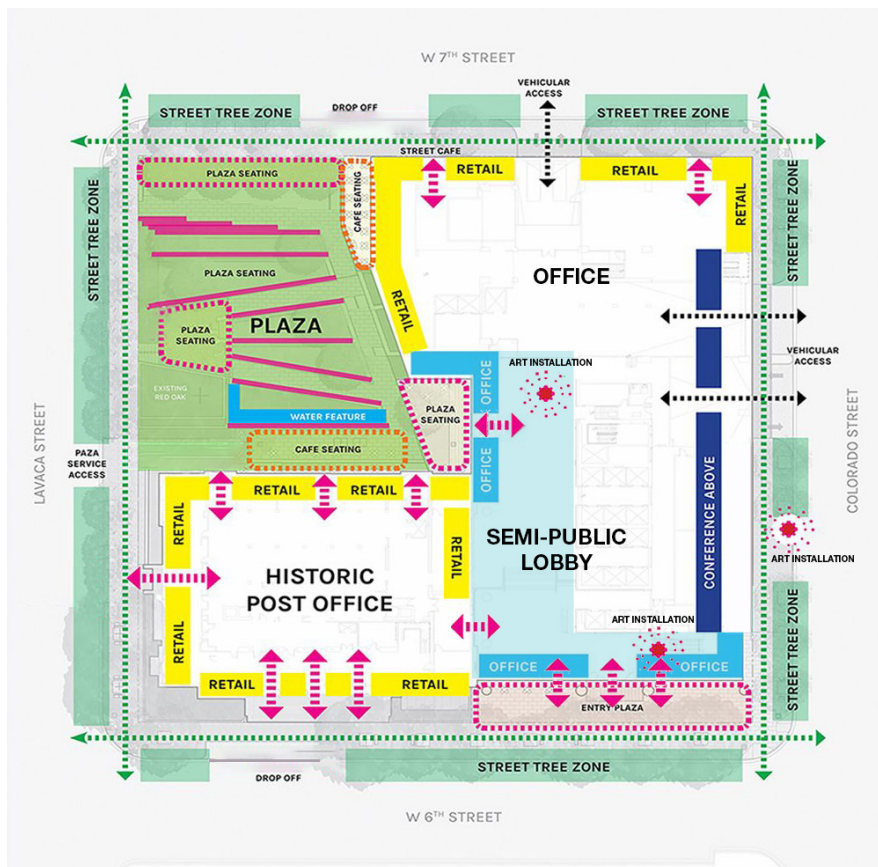 W 7TH STREET
VEHICULAR
ACCESS
STREET TREE ZONE
DROP OFF
STREET TREE ZONE
STREET CAFE
PLAZA SEATING
CAFE SEATING
RETAIL
RETAIL
RETAIL
STREET TREE ZONE
STREET TREE ZONE
PLAZA SEATING
OFFICE
RETAIL
PLAZA
PLAZA
SEATING
VEHICULAR
ACCESS
ART INSTALLATION
OFFICE
EXISTING
RED OAK
PLAZA
SEATING
WATER FEATURE
LAVACA STREET
COLORADO STREET
CAFE SEATING
PAZA
SERVICE
ACCESS
OFFICE
RETAIL
RETAIL
RETAIL
RETAIL
SEMI-PUBLIC
LOBBY
CONFERENCE ABOVE
ART INSTALLATION
HISTORIC
POST OFFICE
RETAIL
ART INSTALLATION
STREET TREE ZONE
OFFICE
OFFICE
RETAIL
RETAIL
ENTRY PLAZA
STREET TREE ZONE
DROP OFF
W 6TH STREET